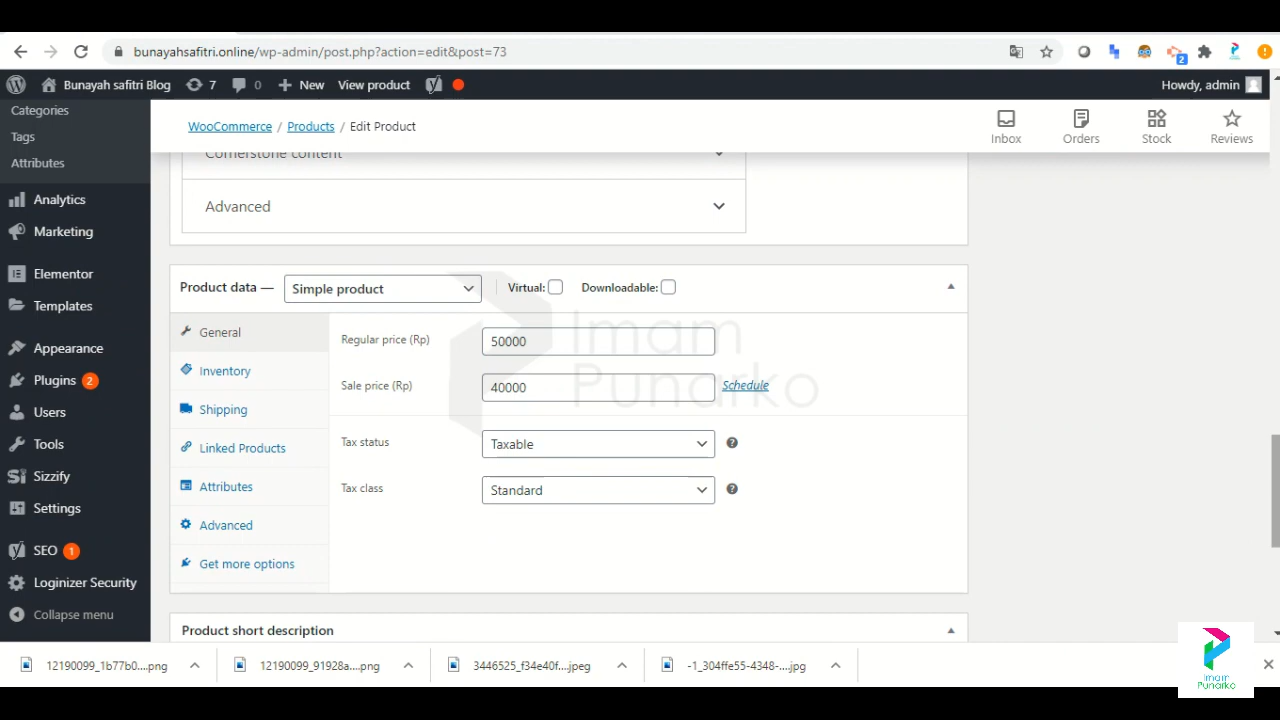 bunayahsafitri.online/wp-admin/post.php?action=edit&post=73
2
Bunayah safitri Blog 7 0 New View product Howdy, admin
Categories
Tags
Attributes
Analytics
Marketing
Elementor
Templates
Appearance
Plugins 2
Users
Tools
Sizzify
Settings
SEO 1
Loginizer Security
Collapse menu
WooCommerce / Products / Edit Product
Inbox Orders Stock Reviews
Cornerstone content
Advanced
Product data — Simple product Virtual: Downloadable:
General
Inventory
Shipping
Linked Products
Attributes
Advanced
Get more options
Regular price (Rp) 50000
Sale price (Rp) 40000 Schedule
Tax status Taxable
Tax class Standard
Imam
Punarko
Product short description
12190099_1b77b0....png 12190099_91928a....png 3446525_f34e40f....jpeg -1_304ffe55-4348-....jpg
Imam
Punarko